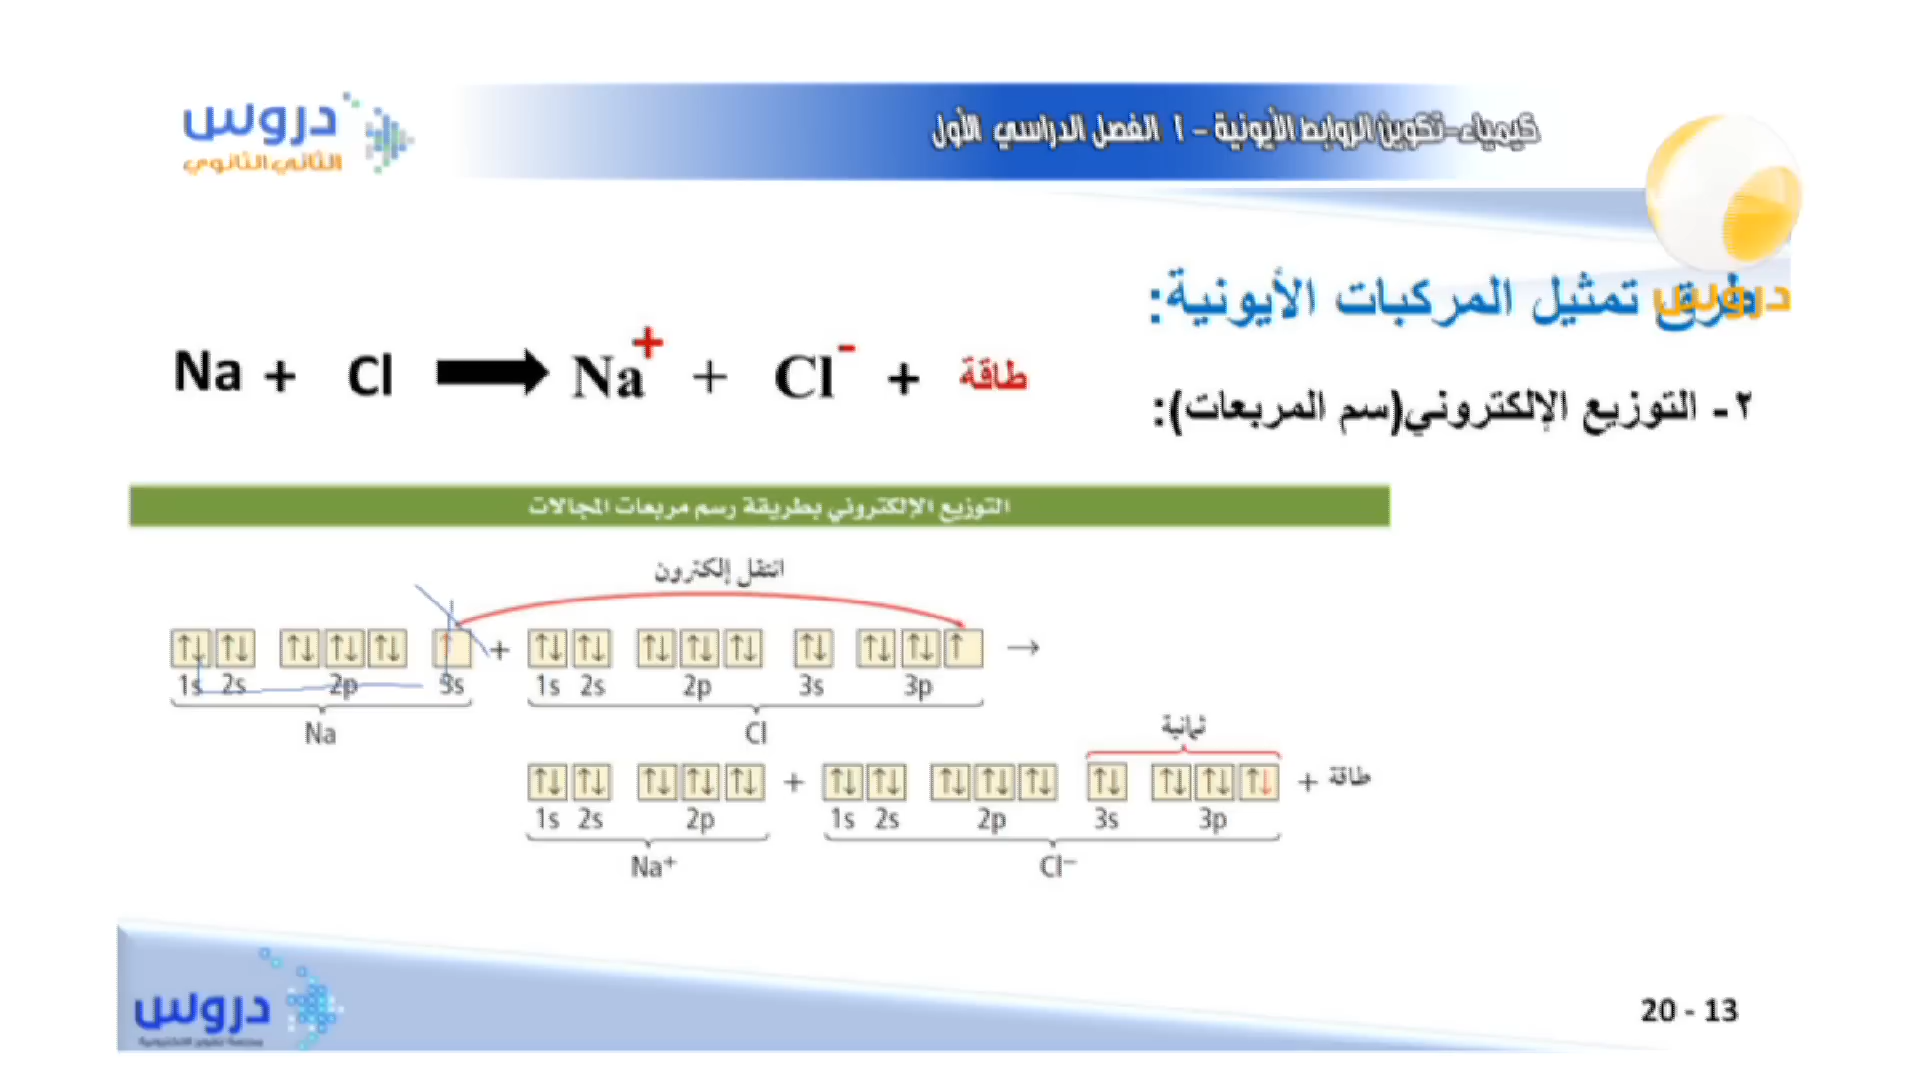 دروس
الثاني الثانوي
كيمياء-تكوين الروابط الأيونية - ١ الفصل الدراسي الأول
دروس
طرق تمثيل المركبات الأيونية:
Na + Cl → Na+ + Cl- + طاقة
٢- التوزيع الإلكتروني(سم المربعات):
التوزيع الإلكتروني بطريقة رسم مربعات المجالات
انتقل إلكترون
↑↓ ↑↓ ↑↓ ↑↓ ↑↓ ↑ + ↑↓ ↑↓ ↑↓ ↑↓ ↑↓ ↑↓ ↑↓ ↑↓ ↑ →
1s 2s 2p 3s 1s 2s 2p 3s 3p
Na Cl
ثمانية
↑↓ ↑↓ ↑↓ ↑↓ ↑↓ + ↑↓ ↑↓ ↑↓ ↑↓ ↑↓ ↑↓ ↑↓ ↑↓ ↑↓ + طاقة
1s 2s 2p 1s 2s 2p 3s 3p
Na+ Cl−
دروس
20 - 13